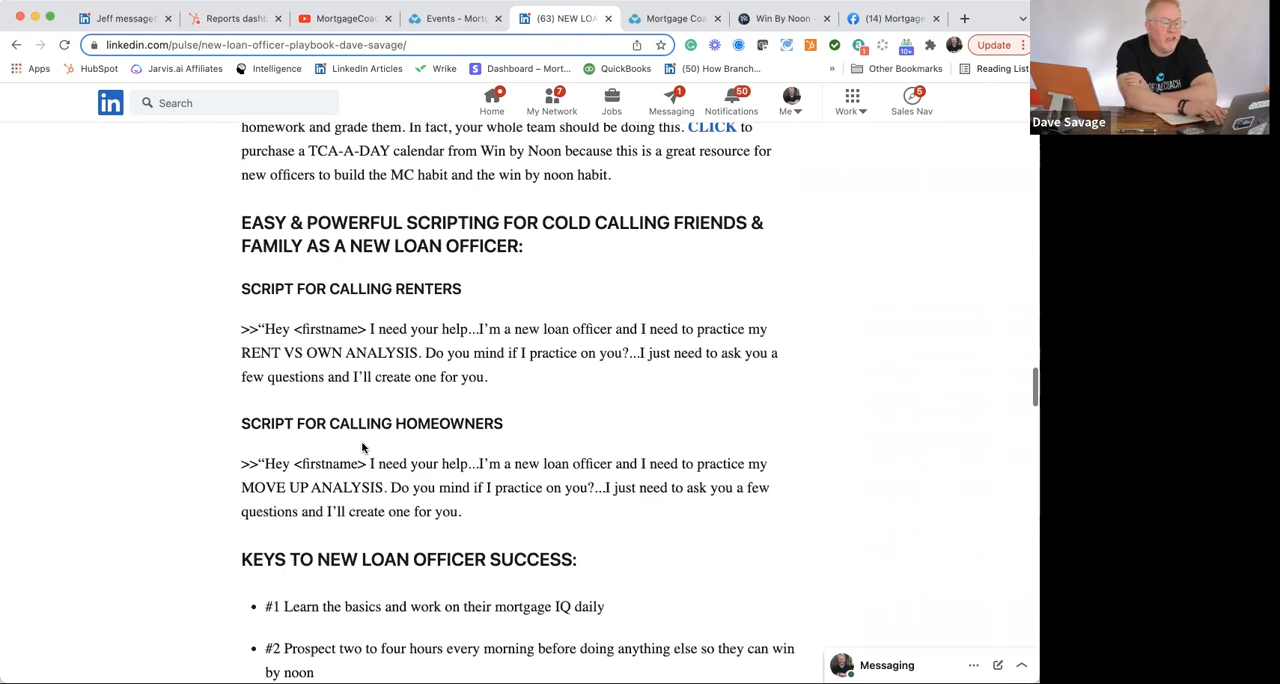 Jeff message
Reports dash
MortgageCoac
Events - Mort
(63) NEW LOA
Mortgage Coa
Win By Noon -
(14) Mortgage
linkedin.com/pulse/new-loan-officer-playbook-dave-savage/
1
10+
Update
Apps
HubSpot
Jarvis.ai Affiliates
Intelligence
LinkedIn Articles
Wrike
Dashboard – Mort...
QuickBooks
(50) How Branch...
»
Other Bookmarks
Reading List
Dave Savage
in
Search
Home
7
My Network
Jobs
1
Messaging
50
Notifications
Me
Work
5
Sales Nav
homework and grade them. In fact, your whole team should be doing this. CLICK to
purchase a TCA-A-DAY calendar from Win by Noon because this is a great resource for
new officers to build the MC habit and the win by noon habit.
EASY & POWERFUL SCRIPTING FOR COLD CALLING FRIENDS &
FAMILY AS A NEW LOAN OFFICER:
SCRIPT FOR CALLING RENTERS
>>“Hey <firstname> I need your help...I’m a new loan officer and I need to practice my
RENT VS OWN ANALYSIS. Do you mind if I practice on you?...I just need to ask you a
few questions and I’ll create one for you.
SCRIPT FOR CALLING HOMEOWNERS
>>“Hey <firstname> I need your help...I’m a new loan officer and I need to practice my
MOVE UP ANALYSIS. Do you mind if I practice on you?...I just need to ask you a few
questions and I’ll create one for you.
KEYS TO NEW LOAN OFFICER SUCCESS:
• #1 Learn the basics and work on their mortgage IQ daily
• #2 Prospect two to four hours every morning before doing anything else so they can win
by noon
Messaging